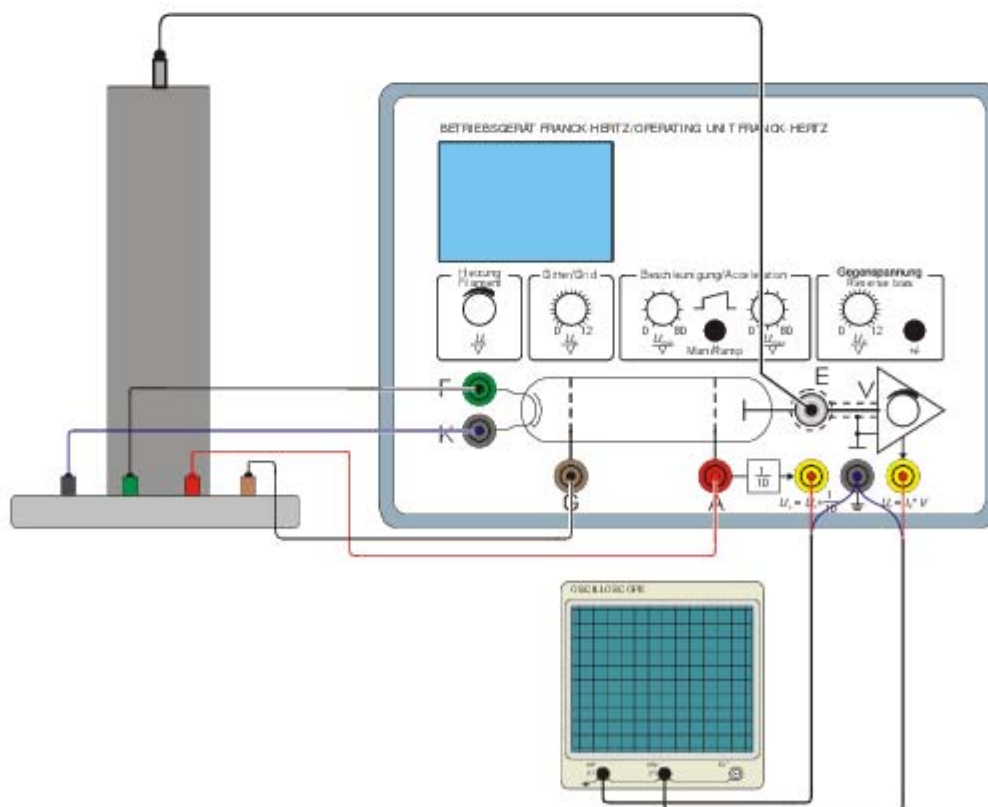 BETRIEBSGERÄT FRANCK-HERTZ/OPERATING UNIT FRANCK-HERTZ
Heizung
Filament
Gitter/Grid
0 12
Beschleunigung/Acceleration
0 80
0 80
Man/Ramp
Gegenspannung
Reverse bias
0 12
+/-
F
K
E
V
G
A
1
10
OSCILLOSCOPE